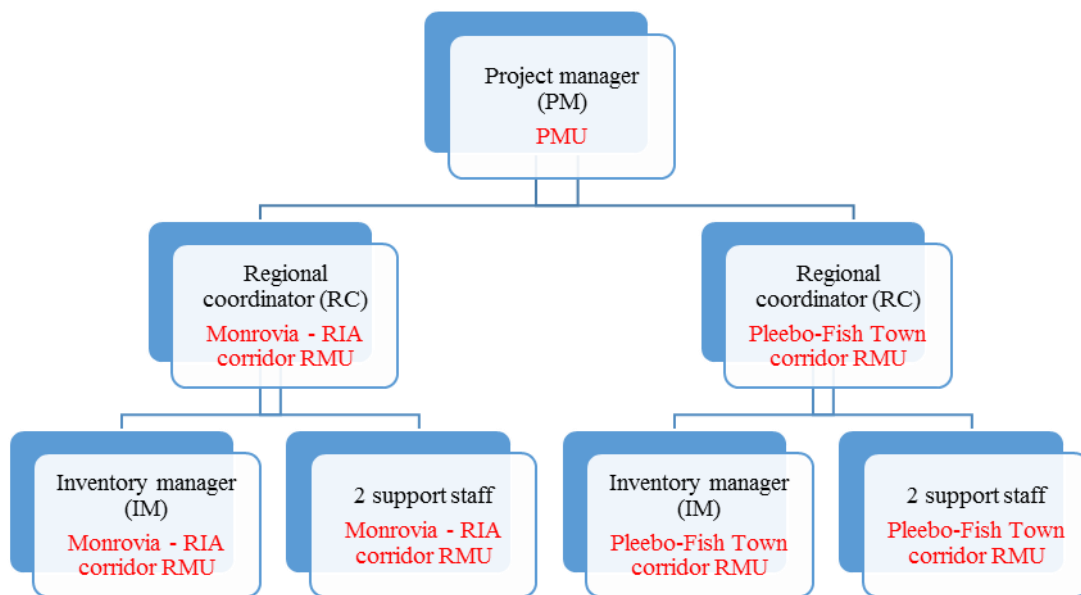 Project manager
(PM)
PMU
Regional
coordinator (RC)
Monrovia - RIA
corridor RMU
Regional
coordinator (RC)
Pleebo-Fish Town
corridor RMU
Inventory manager
(IM)
Monrovia - RIA
corridor RMU
2 support staff
Monrovia - RIA
corridor RMU
Inventory manager
(IM)
Pleebo-Fish Town
corridor RMU
2 support staff
Pleebo-Fish Town
corridor RMU